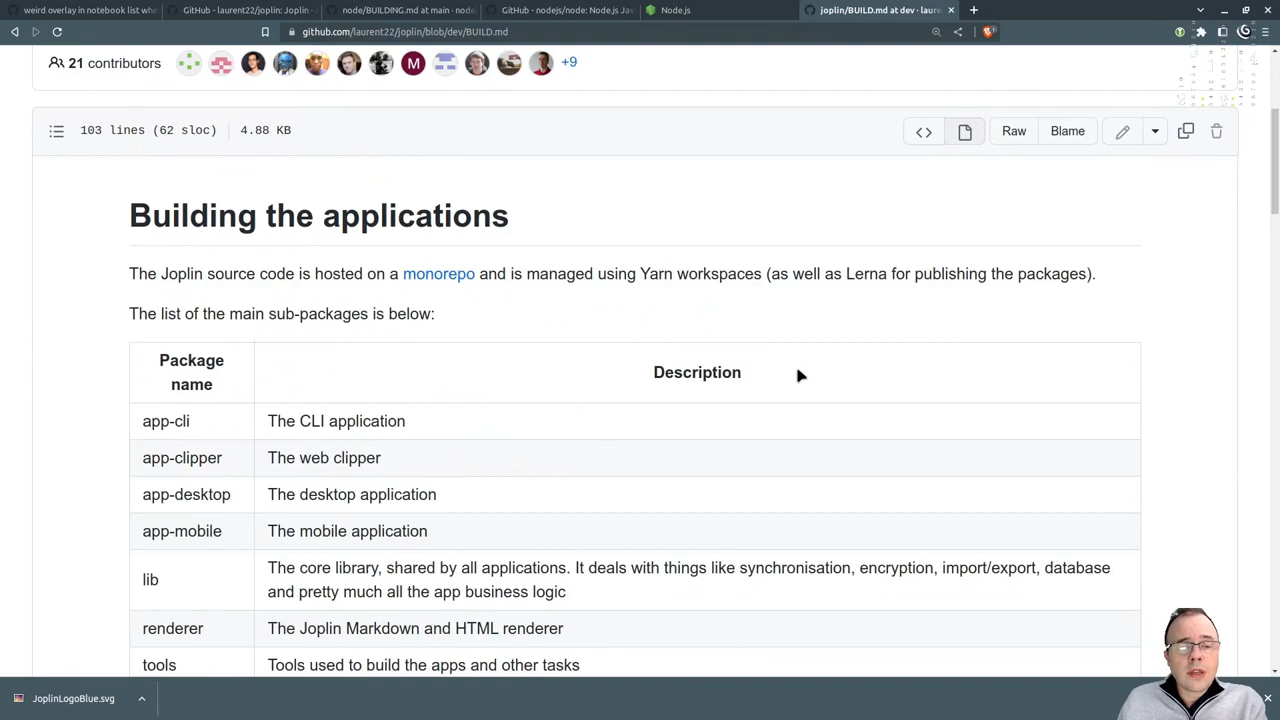 weird overlay in notebook list whe
GitHub - laurent22/joplin: Joplin -
node/BUILDING.md at main · node
GitHub - nodejs/node: Node.js Jav
Node.js
joplin/BUILD.md at dev · laure
github.com/laurent22/joplin/blob/dev/BUILD.md
21 contributors
M
+9
103 lines (62 sloc)
4.88 KB
Raw
Blame
Building the applications
The Joplin source code is hosted on a monorepo and is managed using Yarn workspaces (as well as Lerna for publishing the packages).
The list of the main sub-packages is below:
Package
name
Description
app-cli
The CLI application
app-clipper
The web clipper
app-desktop
The desktop application
app-mobile
The mobile application
lib
The core library, shared by all applications. It deals with things like synchronisation, encryption, import/export, database
and pretty much all the app business logic
renderer
The Joplin Markdown and HTML renderer
tools
Tools used to build the apps and other tasks
JoplinLogoBlue.svg